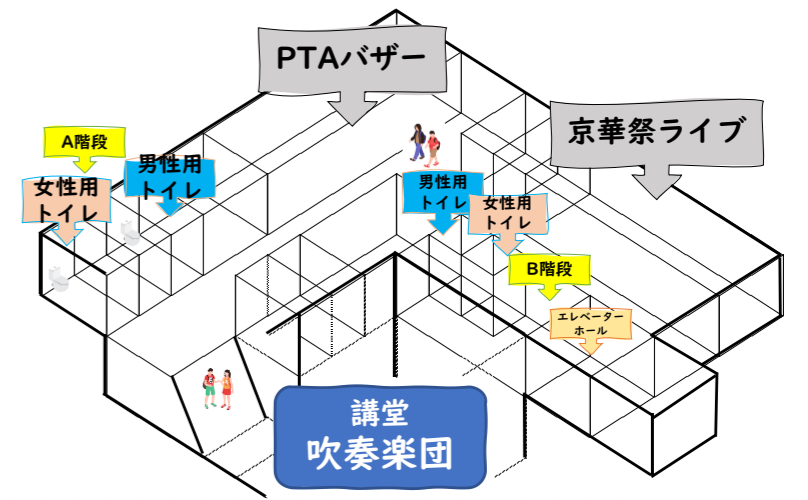 PTAバザー
京華祭ライブ
A階段
男性用
トイレ
女性用
トイレ
男性用
トイレ
女性用
トイレ
B階段
エレベーター
ホール
講堂
吹奏楽団